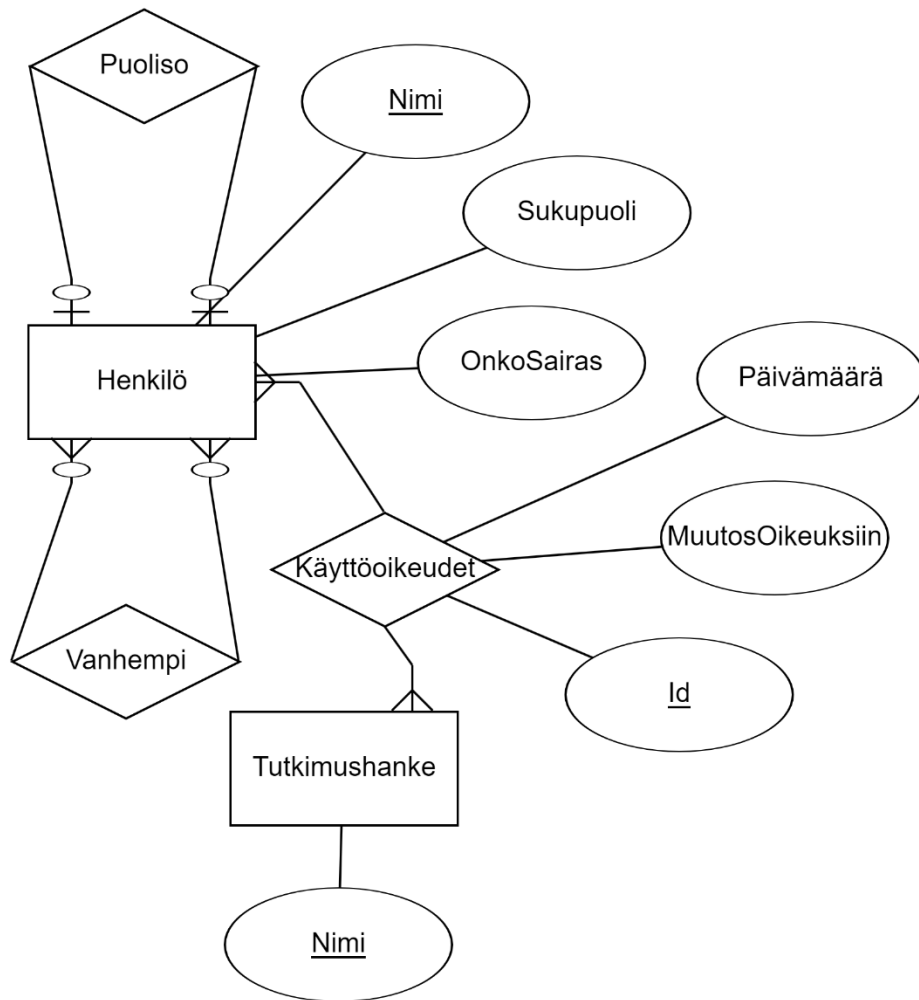 Puoliso
Nimi
Sukupuoli
OnkoSairas
Henkilö
Päivämäärä
MuutosOikeuksiin
Käyttöoikeudet
Vanhempi
Id
Tutkimushanke
Nimi